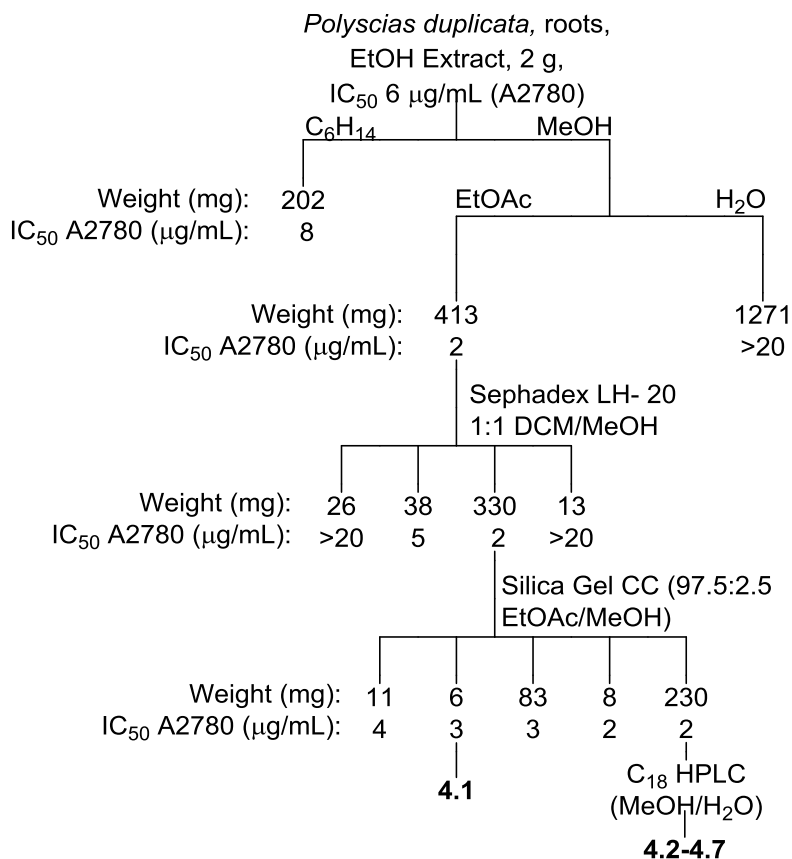 Polyscias duplicata, roots,
EtOH Extract, 2 g,
IC₅₀ 6 μg/mL (A2780)
C₆H₁₄ MeOH
Weight (mg): 202 EtOAc H₂O
IC₅₀ A2780 (μg/mL): 8
Weight (mg): 413 1271
IC₅₀ A2780 (μg/mL): 2 >20
Sephadex LH- 20
1:1 DCM/MeOH
Weight (mg): 26 38 330 13
IC₅₀ A2780 (μg/mL): >20 5 2 >20
Silica Gel CC (97.5:2.5
EtOAc/MeOH)
Weight (mg): 11 6 83 8 230
IC₅₀ A2780 (μg/mL): 4 3 3 2 2
C₁₈ HPLC
4.1
(MeOH/H₂O)
4.2-4.7